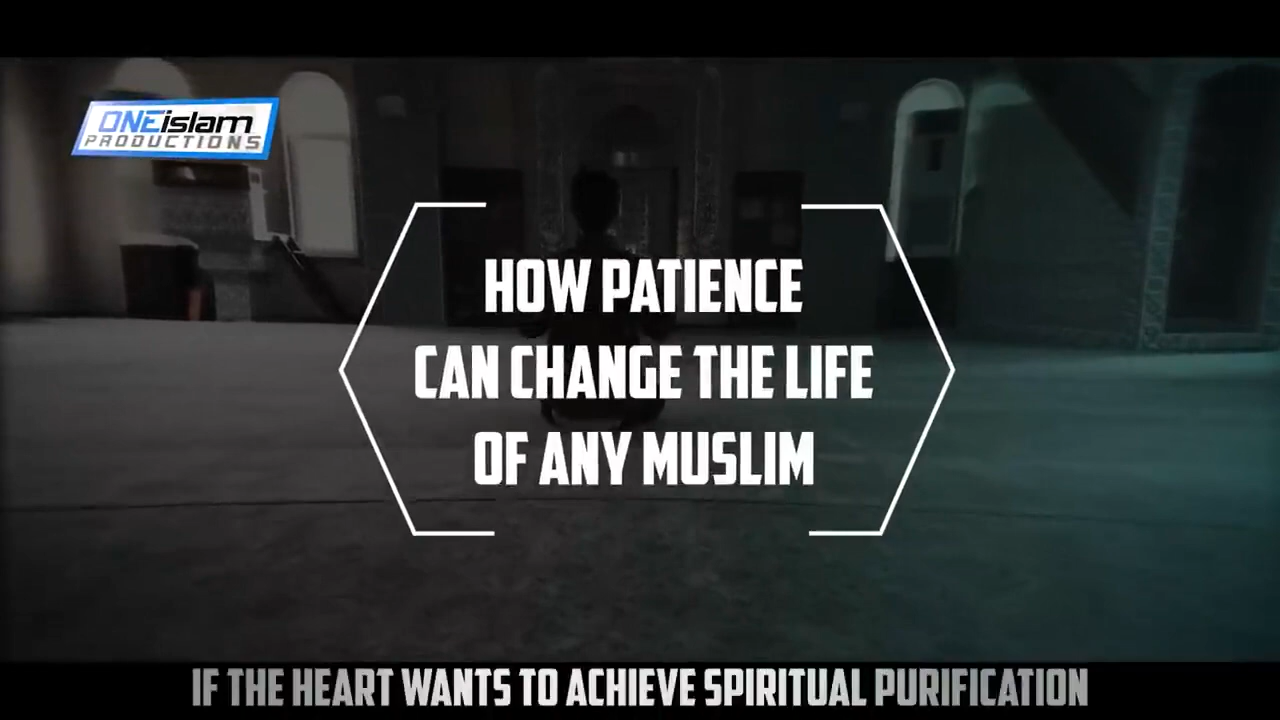 ONEislam
PRODUCTIONS
HOW PATIENCE
CAN CHANGE THE LIFE
OF ANY MUSLIM
IF THE HEART WANTS TO ACHIEVE SPIRITUAL PURIFICATION